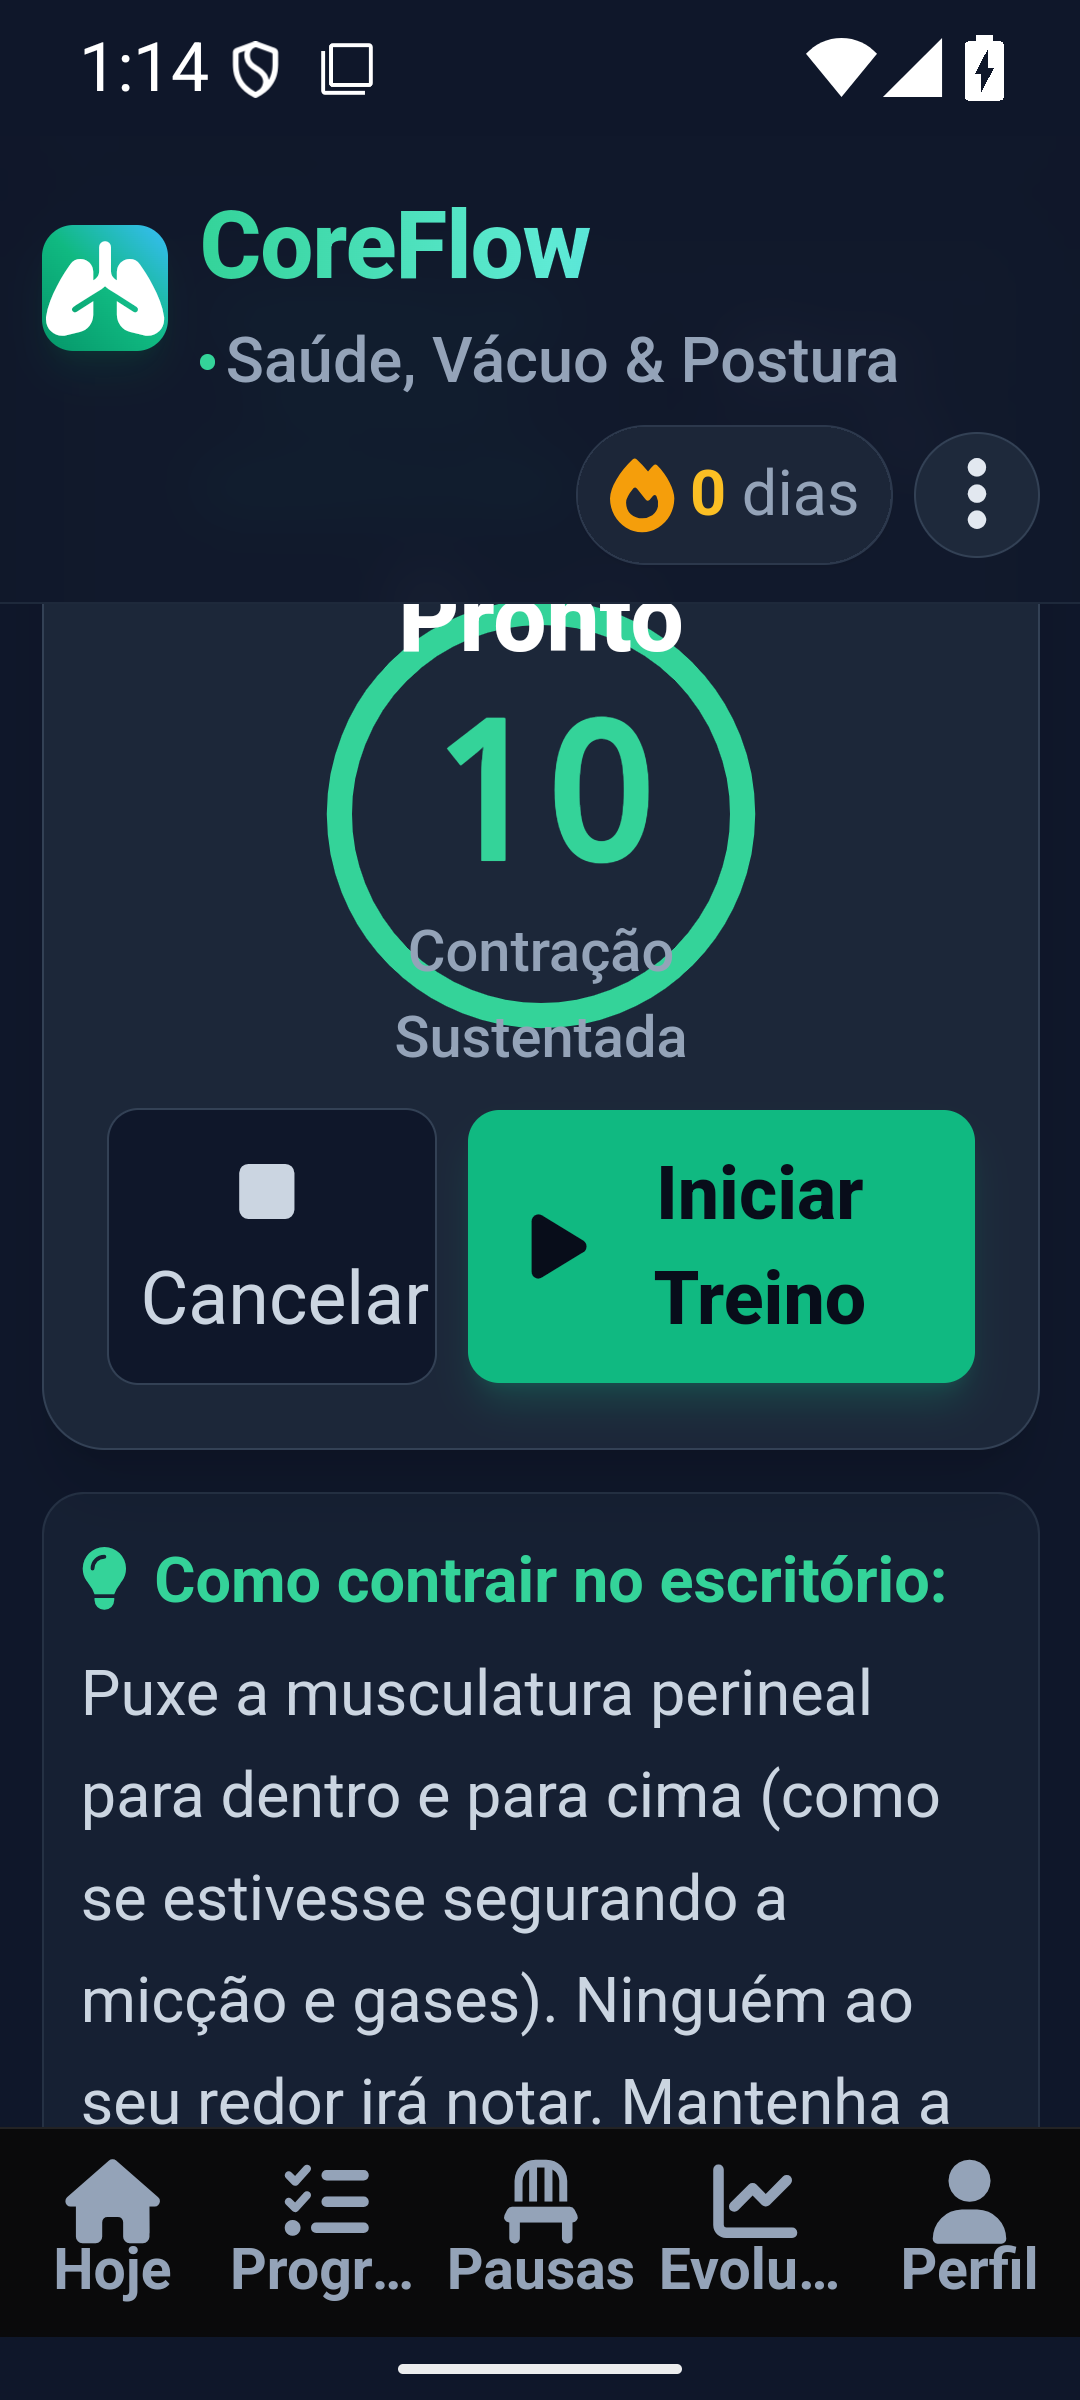 1:14
CoreFlow
Saúde, Vácuo & Postura
0 dias
Pronto
10
Contração
Sustentada
Cancelar
Iniciar
Treino
Como contrair no escritório:
Puxe a musculatura perineal
para dentro e para cima (como
se estivesse segurando a
micção e gases). Ninguém ao
seu redor irá notar. Mantenha a
Hoje
Progr...
Pausas
Evolu...
Perfil